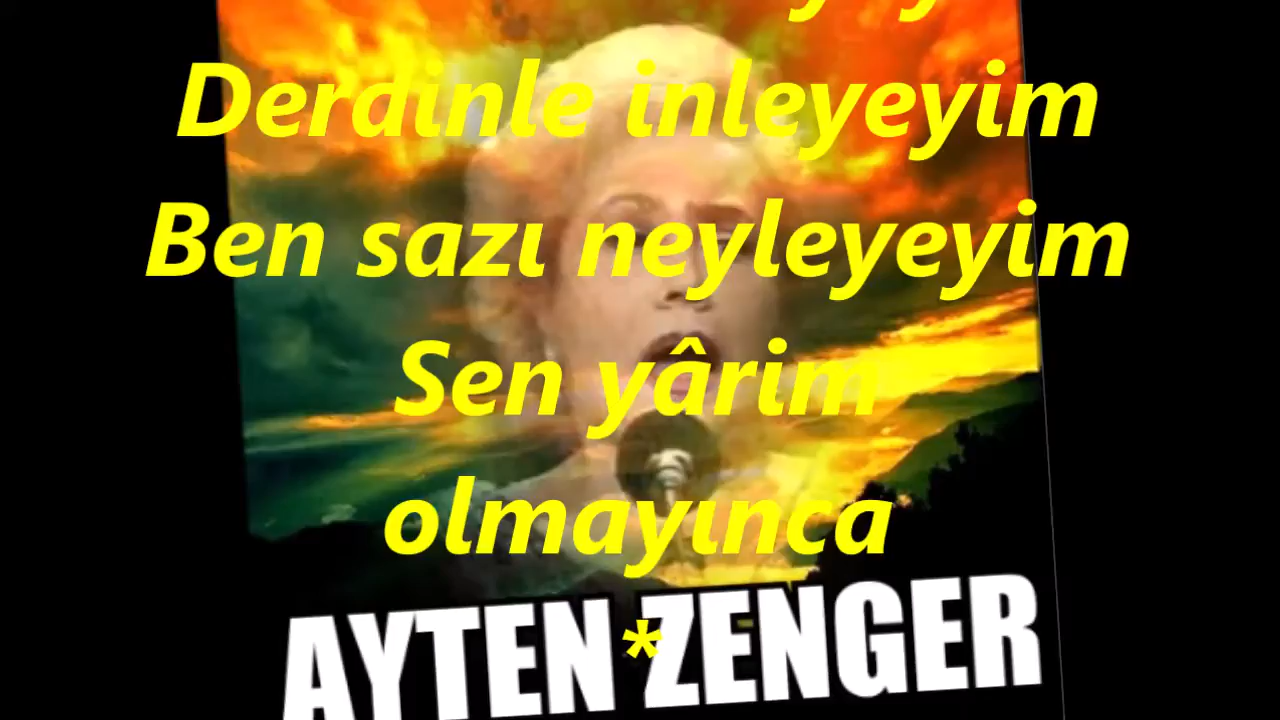 Derdinle inleyeyim
Ben sazı neyleyeyim
Sen yârim
olmayınca
*
AYTEN ZENGER